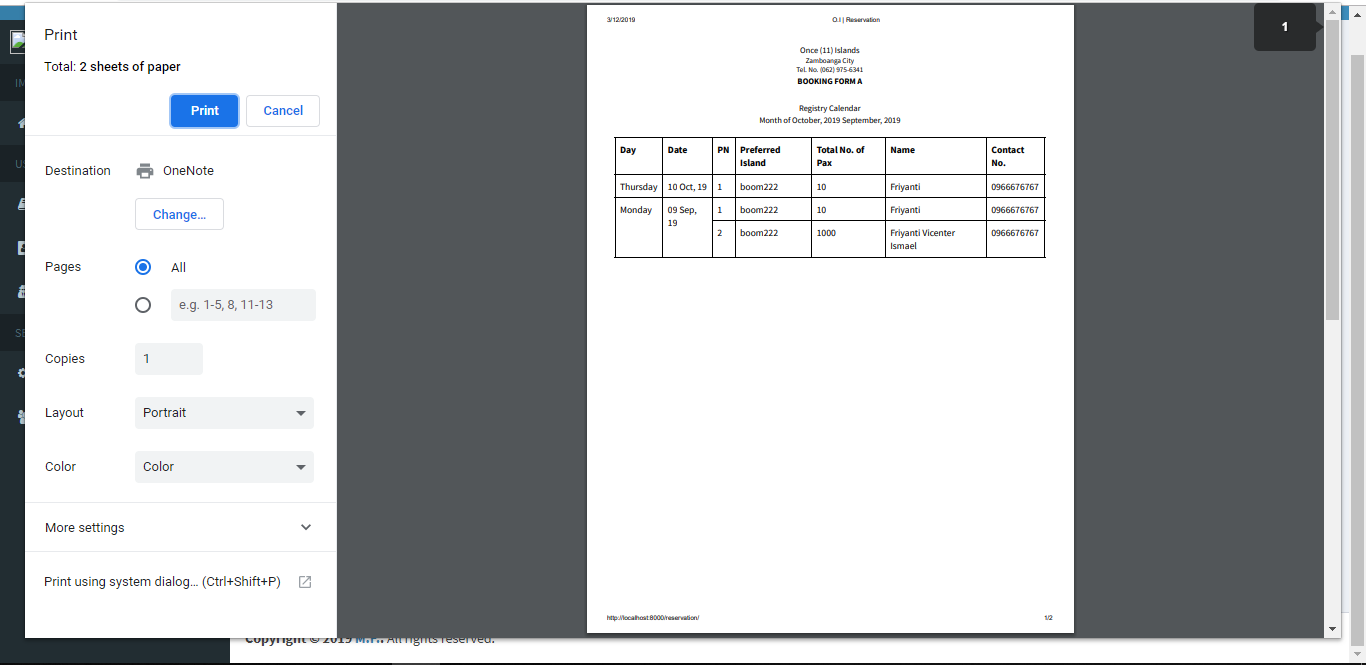 Print
Total: 2 sheets of paper
Print Cancel
Destination OneNote
Change...
Pages All
e.g. 1-5, 8, 11-13
Copies 1
Layout Portrait
Color Color
More settings
Print using system dialog... (Ctrl+Shift+P)
3/12/2019 O.I | Reservation
1
Once (11) Islands
Zamboanga City
Tel. No. (062) 975-6341
BOOKING FORM A
Registry Calendar
Month of October, 2019 September, 2019
Day Date PN Preferred Total No. of Name Contact
Island Pax No.
Thursday 10 Oct, 19 1 boom222 10 Friyanti 0966676767
Monday 09 Sep, 1 boom222 10 Friyanti 0966676767
19
2 boom222 1000 Friyanti Vicenter 0966676767
Ismael
http://localhost:8000/reservation/ 1/2
IM
US
SE
Copyright © 2019 M.F.. All rights reserved.